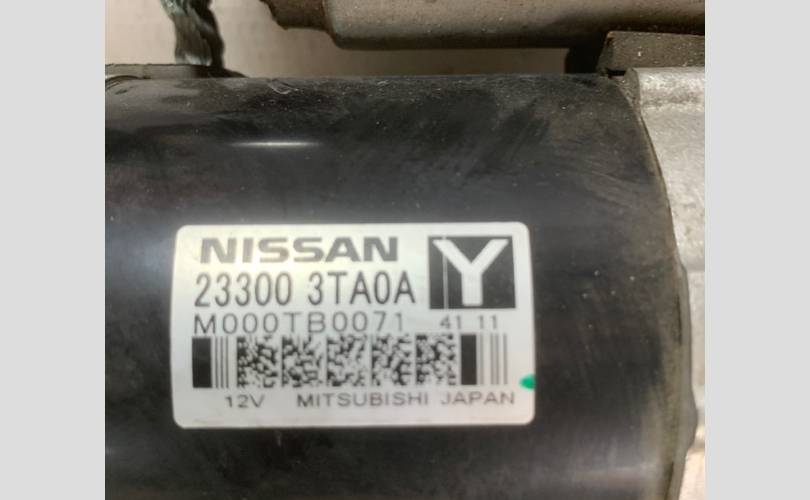 NISSAN Y
23300 3TA0A
M000TB0071 41 11
12V MITSUBISHI JAPAN